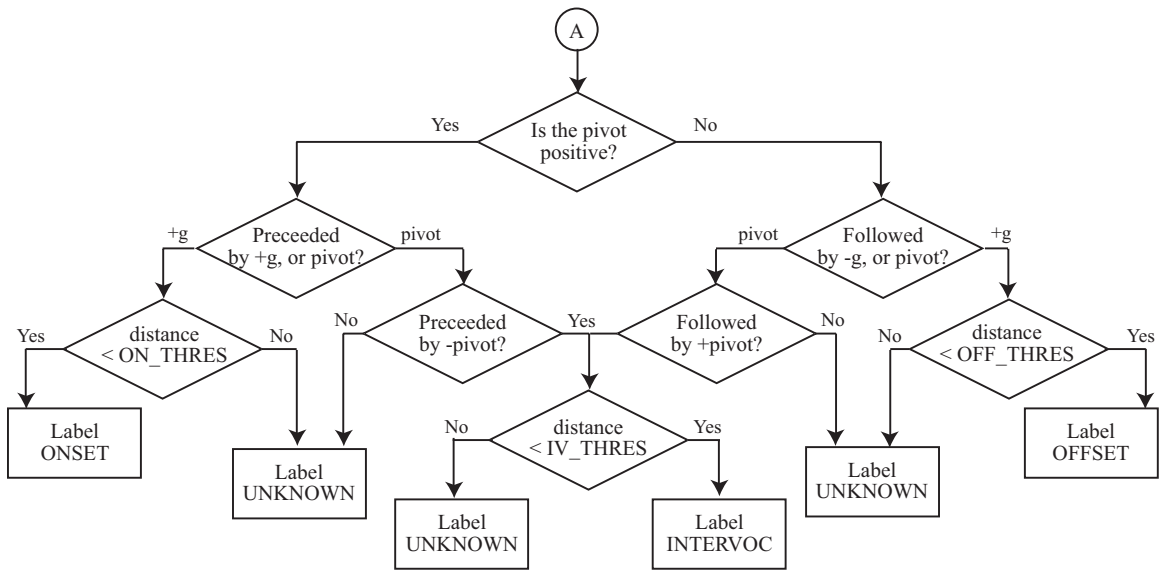 A
Yes
No
Is the pivot
positive?
+g
Preceeded
by +g, or pivot?
pivot
pivot
Followed
by -g, or pivot?
+g
Yes
distance
< ON_THRES
No
No
Preceeded
by -pivot?
Yes
Followed
by +pivot?
No
No
distance
< OFF_THRES
Yes
Label
ONSET
Label
UNKNOWN
No
distance
< IV_THRES
Yes
Label
UNKNOWN
Label
OFFSET
Label
UNKNOWN
Label
INTERVOC